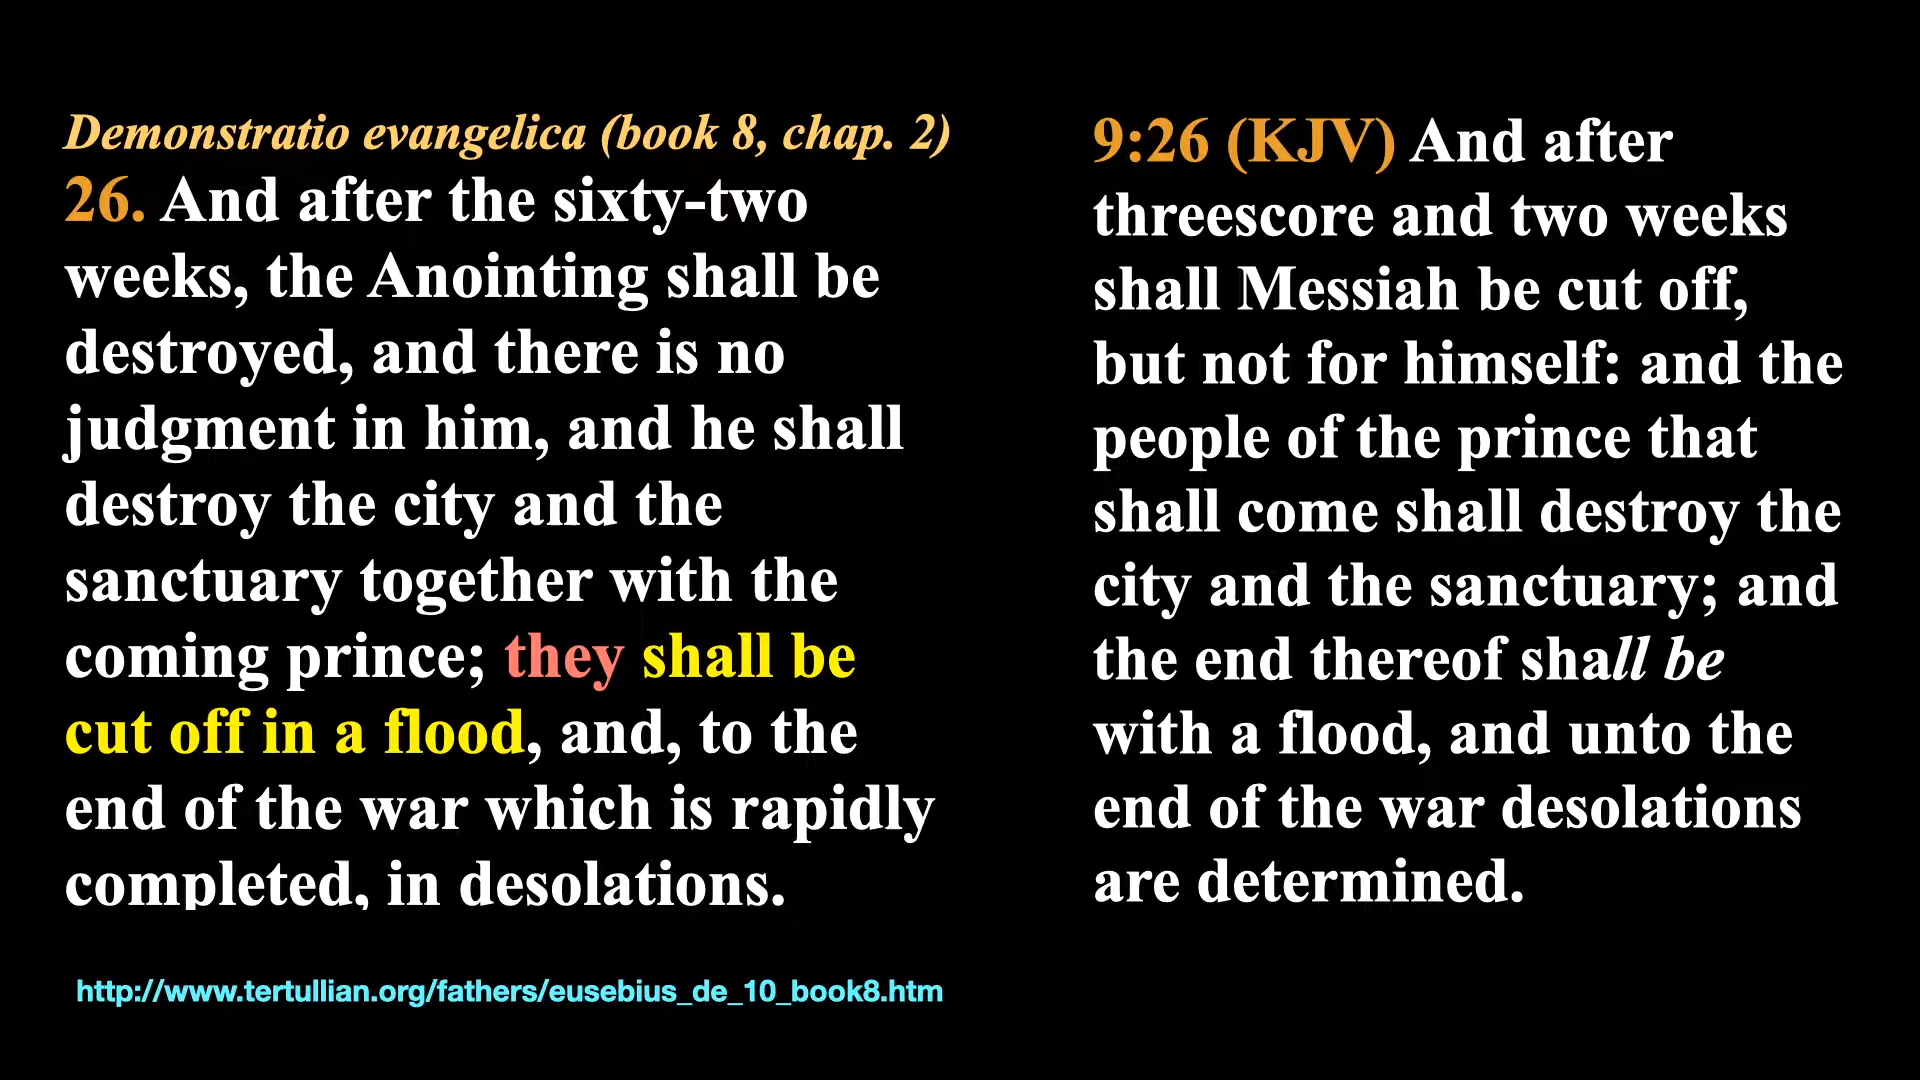 Demonstratio evangelica (book 8, chap. 2)
26. And after the sixty-two
weeks, the Anointing shall be
destroyed, and there is no
judgment in him, and he shall
destroy the city and the
sanctuary together with the
coming prince; they shall be
cut off in a flood, and, to the
end of the war which is rapidly
completed, in desolations.
http://www.tertullian.org/fathers/eusebius_de_10_book8.htm
9:26 (KJV) And after
threescore and two weeks
shall Messiah be cut off,
but not for himself: and the
people of the prince that
shall come shall destroy the
city and the sanctuary; and
the end thereof shall be
with a flood, and unto the
end of the war desolations
are determined.